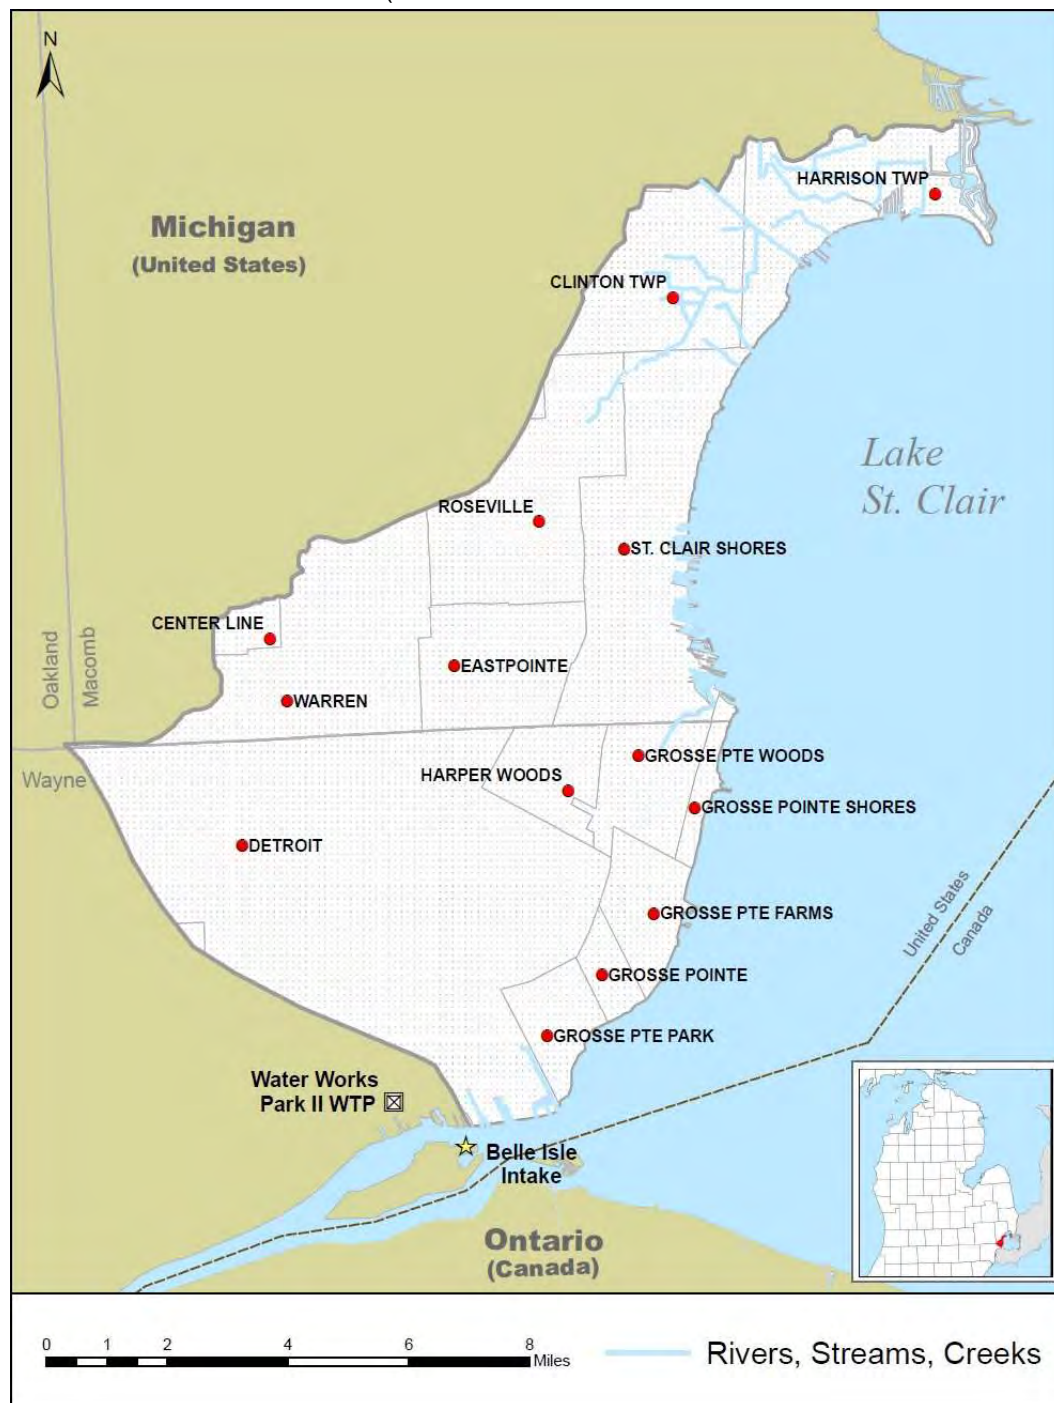 N
HARRISON TWP
Michigan
(United States)
CLINTON TWP
Lake
St. Clair
ROSEVILLE
ST. CLAIR SHORES
CENTER LINE
Oakland
Macomb
EASTPOINTE
WARREN
GROSSE PTE WOODS
HARPER WOODS
Wayne
GROSSE POINTE SHORES
DETROIT
GROSSE PTE FARMS
United States
Canada
GROSSE POINTE
GROSSE PTE PARK
Water Works
Park II WTP
Belle Isle
Intake
Ontario
(Canada)
0 1 2 4 6 8
Miles
Rivers, Streams, Creeks